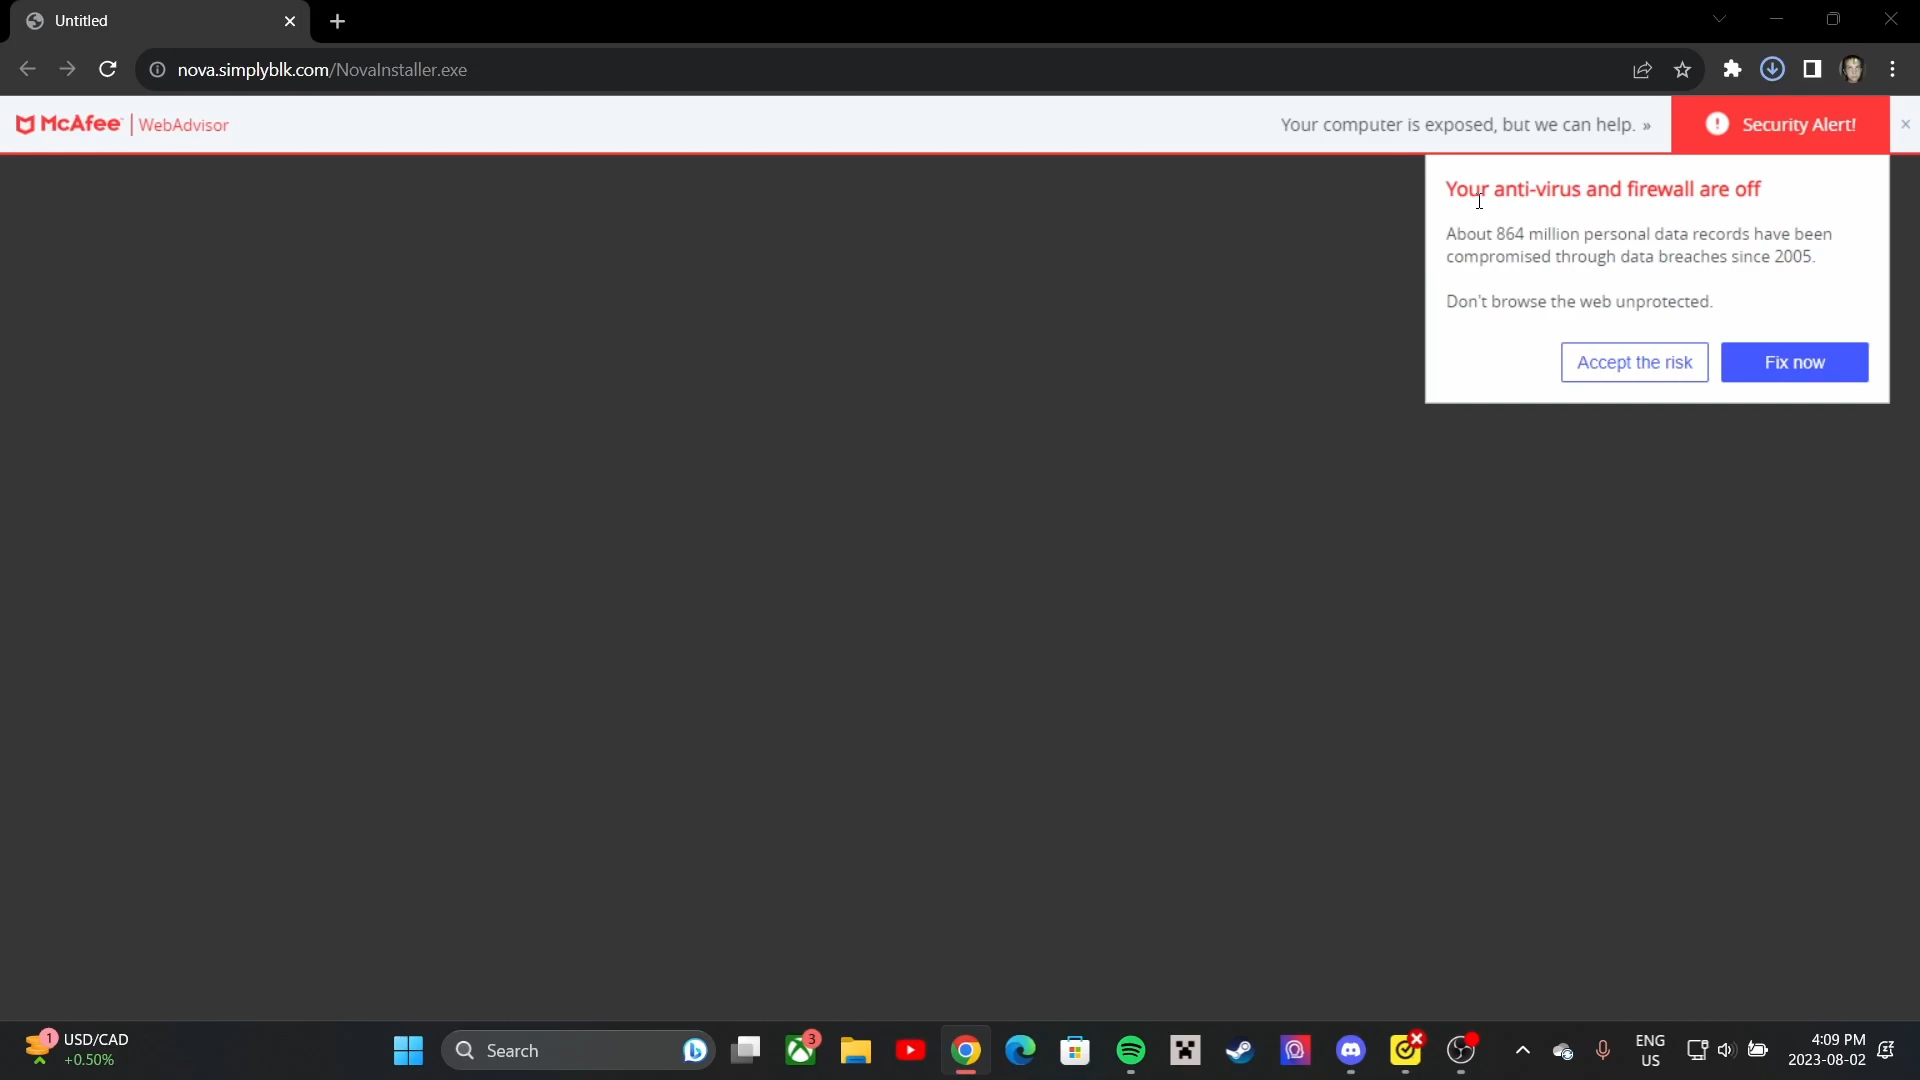 Untitled
nova.simplyblk.com/NovaInstaller.exe
McAfee | WebAdvisor
Your computer is exposed, but we can help. »
Security Alert!
Your anti-virus and firewall are off
About 864 million personal data records have been
compromised through data breaches since 2005.
Don't browse the web unprotected.
Accept the risk
Fix now
1
USD/CAD
+0.50%
Search
3
ENG
US
4:09 PM
2023-08-02